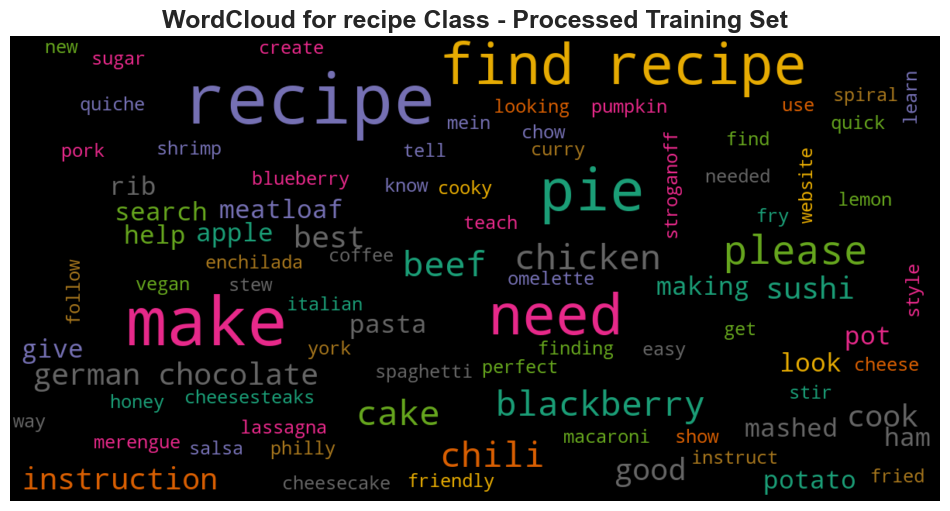 WordCloud for recipe Class - Processed Training Set
new
sugar
create
find recipe
recipe
quiche
looking
pumpkin
use
spiral
learn
mein
chow
quick
pork
shrimp
tell
curry
stroganoff
find
website
rib
blueberry
know
cooky
pie
needed
lemon
search
meatloaf
teach
fry
help
apple
best
coffee
beef
chicken
please
follow
enchilada
vegan
stew
omelette
making
sushi
style
italian
make
need
pasta
get
pot
give
york
finding
easy
german chocolate
spaghetti
perfect
look
cheese
honey
cheesesteaks
stir
way
cake
blackberry
cook
merengue
lassagna
macaroni
show
mashed
ham
salsa
philly
chili
instruct
instruction
cheesecake
friendly
good
potato
fried